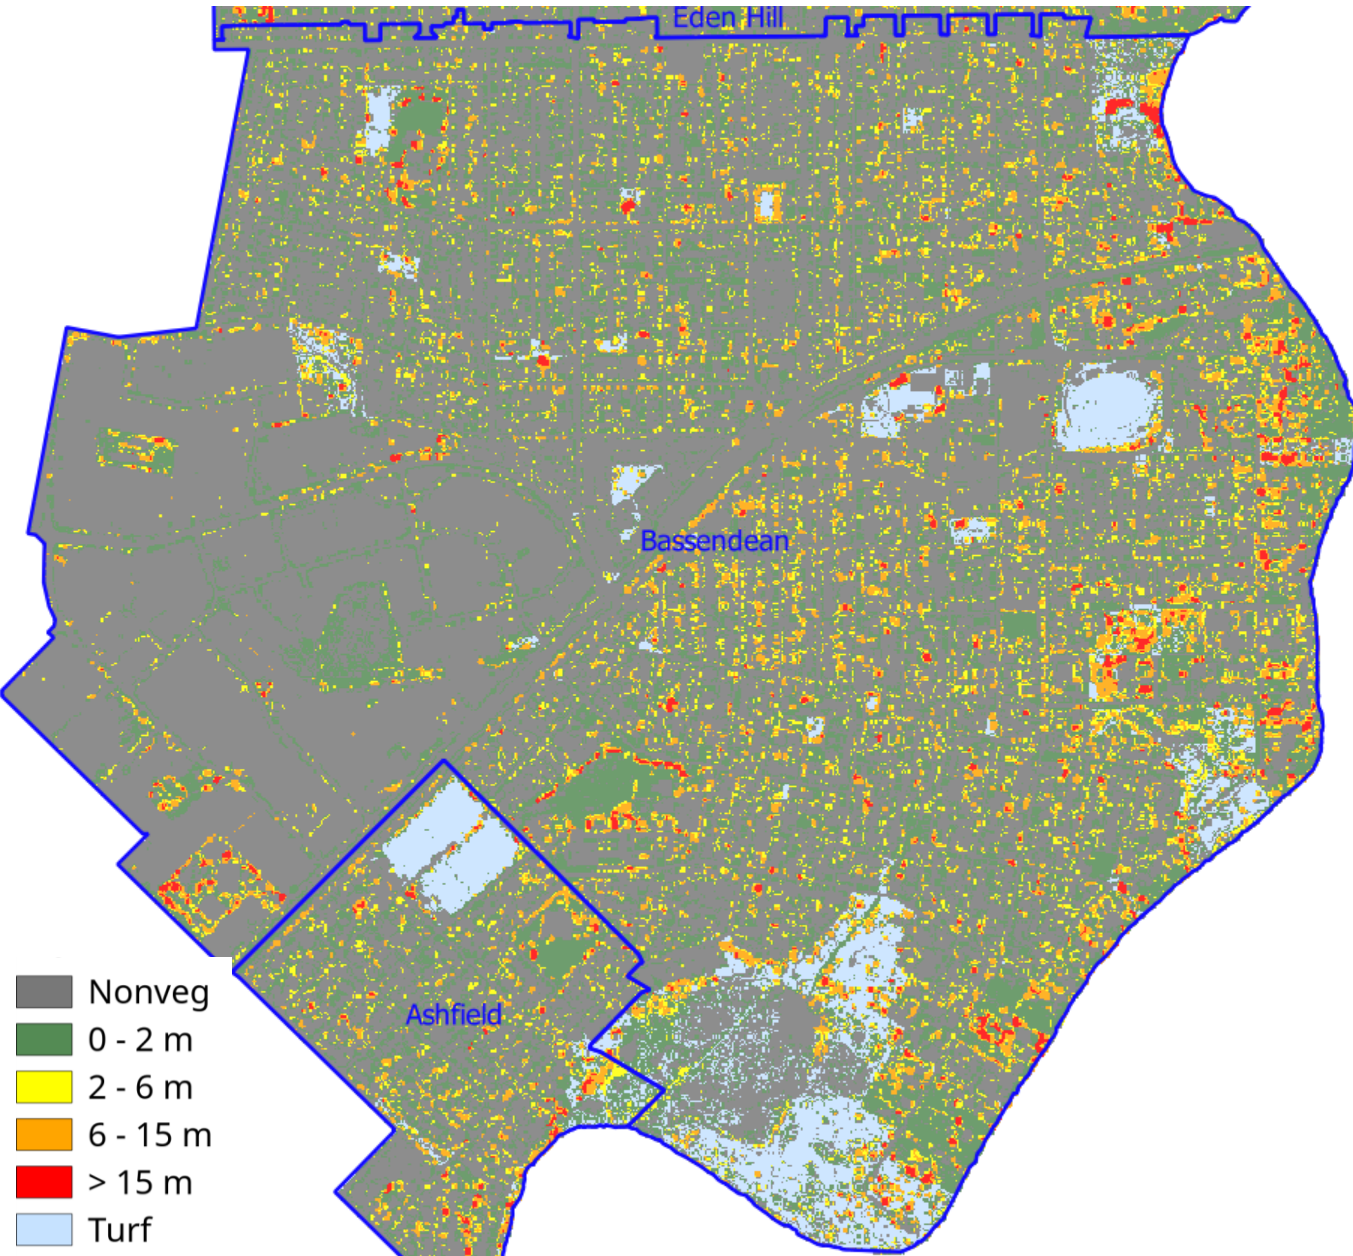 Eden Hill
Bassendean
Ashfield
Nonveg
0 - 2 m
2 - 6 m
6 - 15 m
> 15 m
Turf